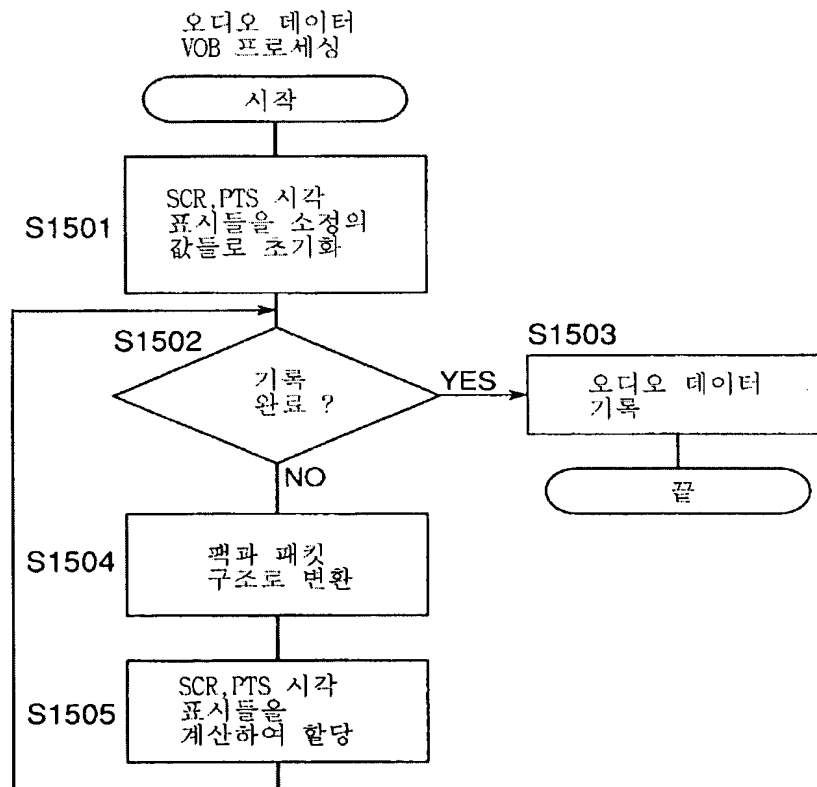 오디오 데이터
VOB 프로세싱
시작
S1501
SCR,PTS 시각
표시들을 소정의
값들로 초기화
S1502
기록
완료 ?
YES
S1503
오디오 데이터
기록
끝
NO
S1504
팩과 패킷
구조로 변환
S1505
SCR,PTS 시각
표시들을
계산하여 할당